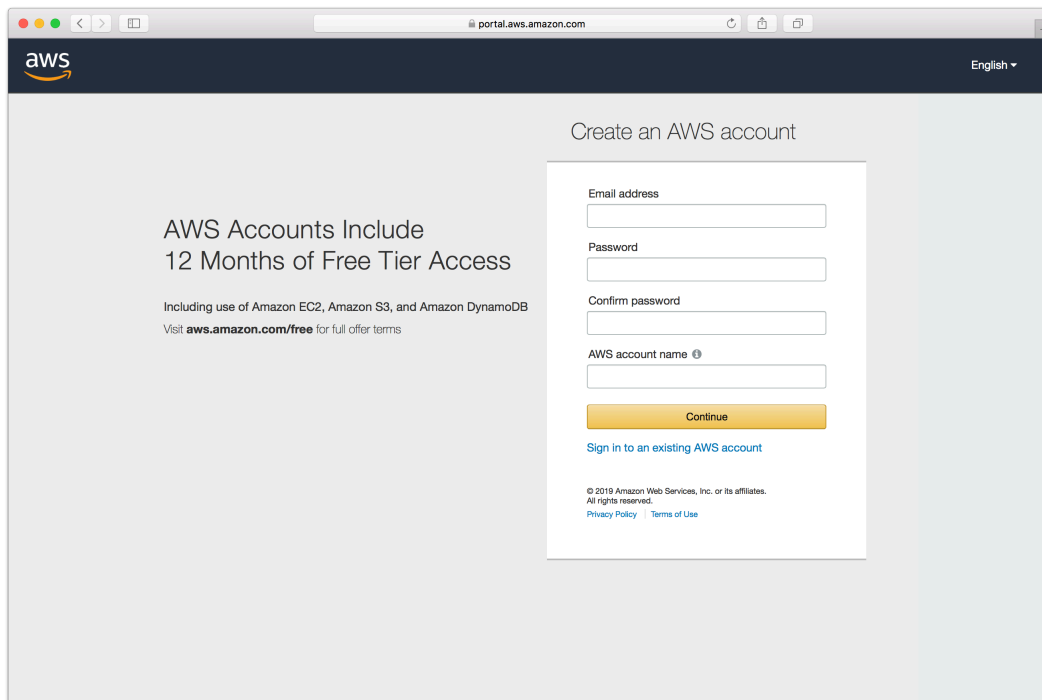 portal.aws.amazon.com
aws
English
Create an AWS account
AWS Accounts Include
12 Months of Free Tier Access
Including use of Amazon EC2, Amazon S3, and Amazon DynamoDB
Visit aws.amazon.com/free for full offer terms
Email address
Password
Confirm password
AWS account name
Continue
Sign in to an existing AWS account
© 2019 Amazon Web Services, Inc. or its affiliates.
All rights reserved.
Privacy Policy | Terms of Use